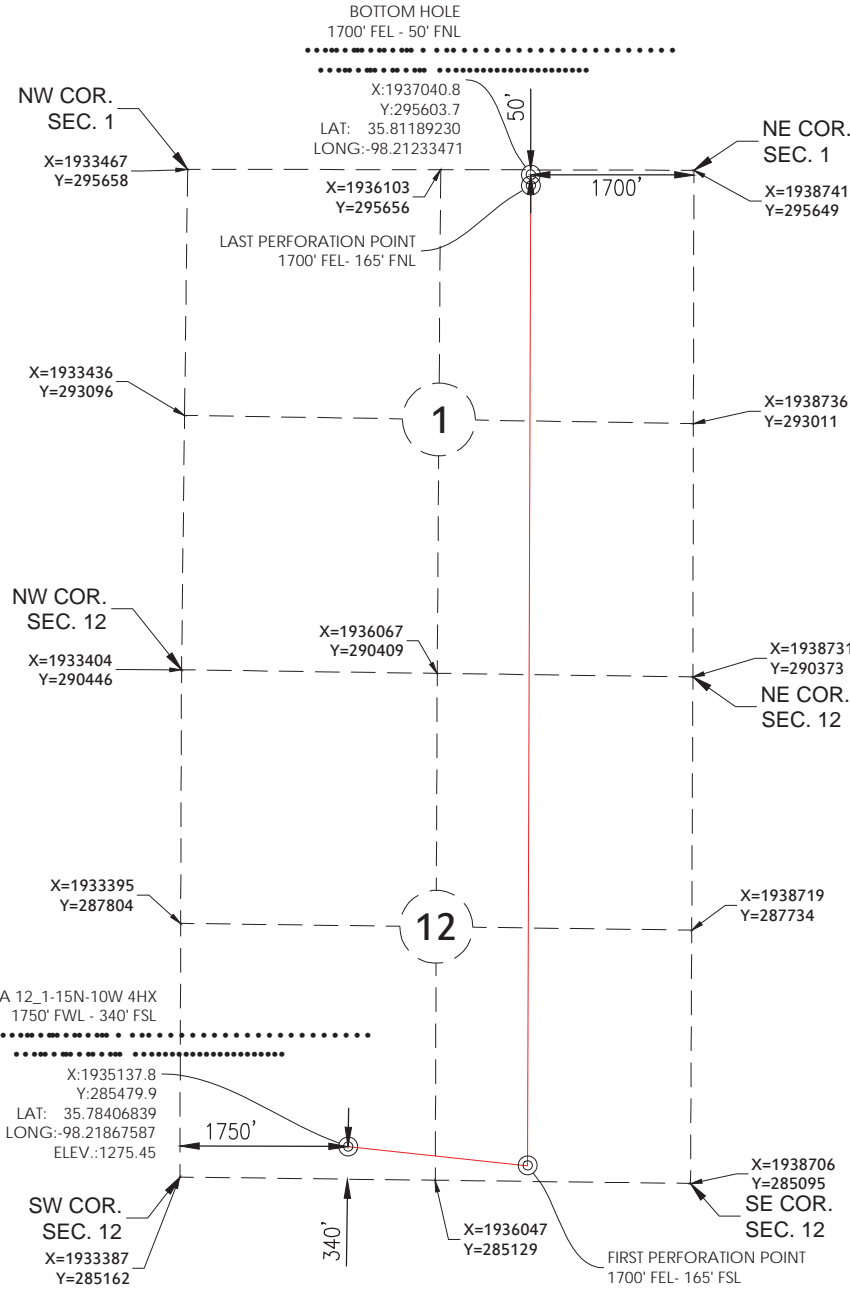 BOTTOM HOLE
1700' FEL - 50' FNL
X:1937040.8
Y:295603.7
LAT: 35.81189230
LONG:-98.21233471
50'
NW COR.
SEC. 1
NE COR.
SEC. 1
X=1933467
Y=295658
X=1936103
Y=295656
1700'
X=1938741
Y=295649
LAST PERFORATION POINT
1700' FEL- 165' FNL
X=1933436
Y=293096
1
X=1938736
Y=293011
NW COR.
SEC. 12
X=1933404
Y=290446
X=1936067
Y=290409
X=1938731
Y=290373
NE COR.
SEC. 12
X=1933395
Y=287804
12
X=1938719
Y=287734
A 12_1-15N-10W 4HX
1750' FWL - 340' FSL
X:1935137.8
Y:285479.9
LAT: 35.78406839
LONG:-98.21867587
ELEV.:1275.45
1750'
SW COR.
SEC. 12
X=1933387
Y=285162
340'
X=1936047
Y=285129
X=1938706
Y=285095
SE COR.
SEC. 12
FIRST PERFORATION POINT
1700' FEL- 165' FSL